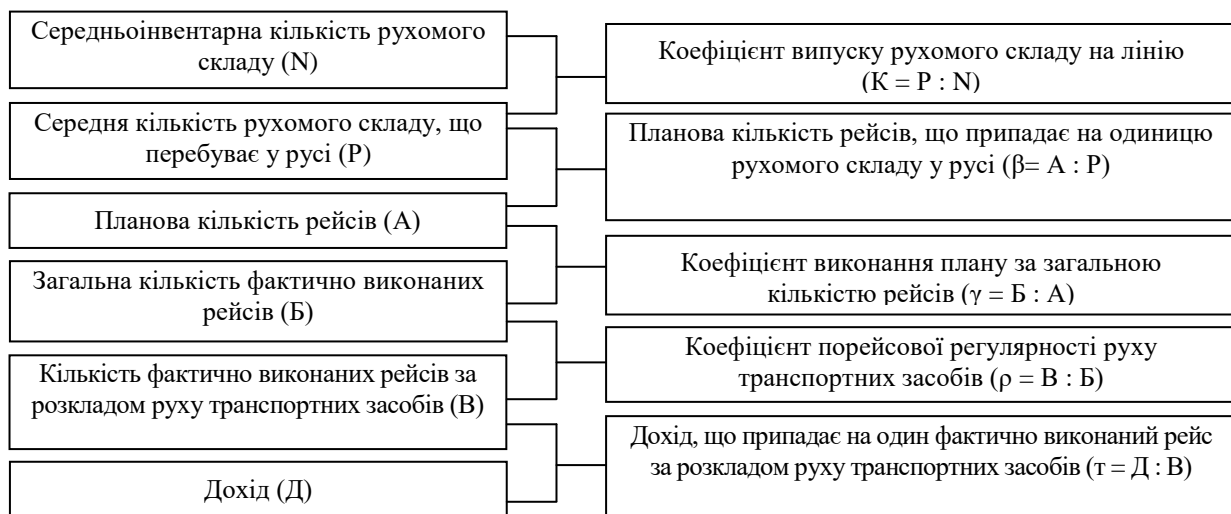 Середньоінвентарна кількість рухомого
складу (N)
Середня кількість рухомого складу, що
перебуває у русі (Р)
Планова кількість рейсів (А)
Загальна кількість фактично виконаних
рейсів (Б)
Кількість фактично виконаних рейсів за
розкладом руху транспортних засобів (В)
Дохід (Д)
Коефіцієнт випуску рухомого складу на лінію
(К = Р : N)
Планова кількість рейсів, що припадає на одиницю
рухомого складу у русі (β= А : Р)
Коефіцієнт виконання плану за загальною
кількістю рейсів (γ = Б : А)
Коефіцієнт порейсової регулярності руху
транспортних засобів (ρ = В : Б)
Дохід, що припадає на один фактично виконаний рейс
за розкладом руху транспортних засобів (т = Д : В)